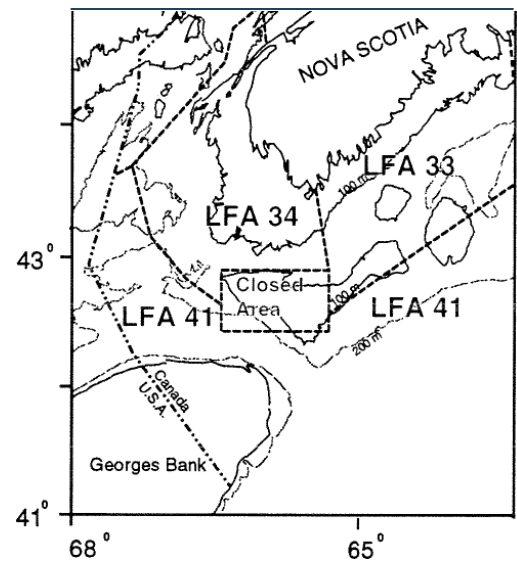 NOVA SCOTIA
100 m
LFA 33
LFA 34
43°
Closed
Area
100 m
LFA 41
LFA 41
200 m
Canada
U.S.A.
Georges Bank
41°
68°
65°